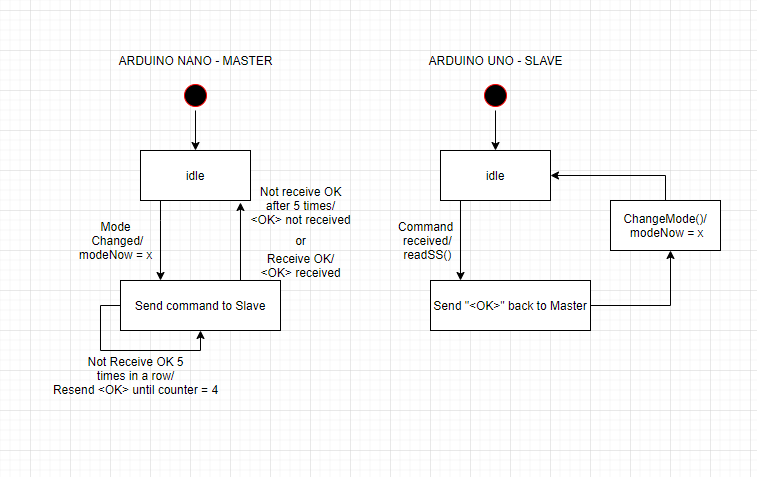 ARDUINO NANO - MASTER
idle
Mode
Changed/
modeNow = x
Not receive OK
after 5 times/
<OK> not received
or
Receive OK/
<OK> received
Send command to Slave
Not Receive OK 5
times in a row/
Resend <OK> until counter = 4
ARDUINO UNO - SLAVE
idle
Command
received/
readSS()
Send "<OK>" back to Master
ChangeMode()/
modeNow = x